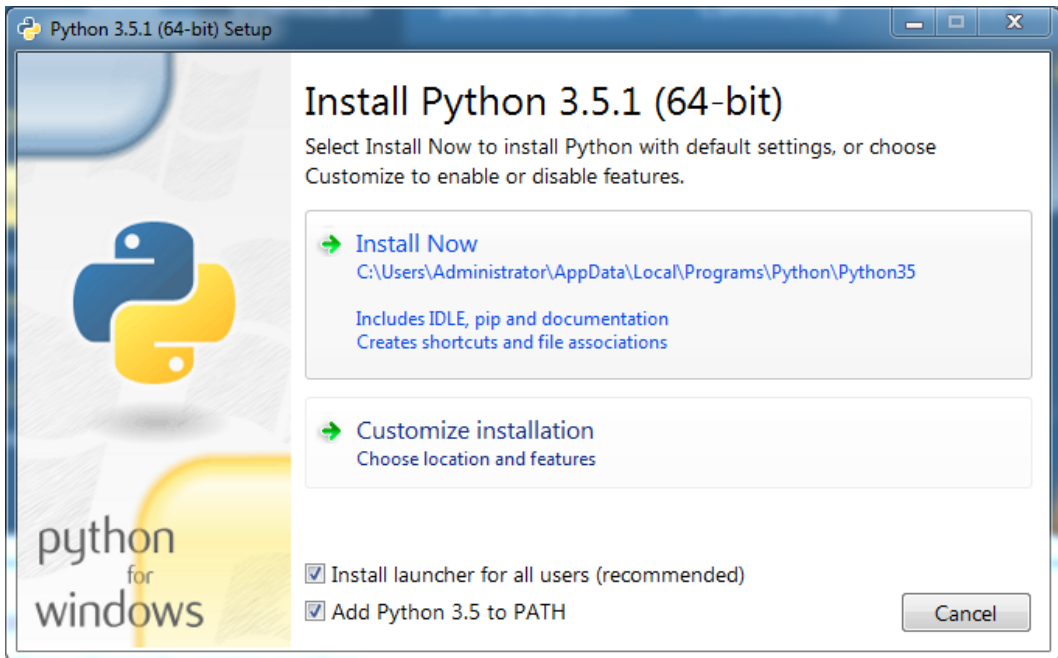 Python 3.5.1 (64-bit) Setup
Install Python 3.5.1 (64-bit)
Select Install Now to install Python with default settings, or choose
Customize to enable or disable features.
Install Now
C:\Users\Administrator\AppData\Local\Programs\Python\Python35
Includes IDLE, pip and documentation
Creates shortcuts and file associations
Customize installation
Choose location and features
python
for
windows
Install launcher for all users (recommended)
Add Python 3.5 to PATH
Cancel